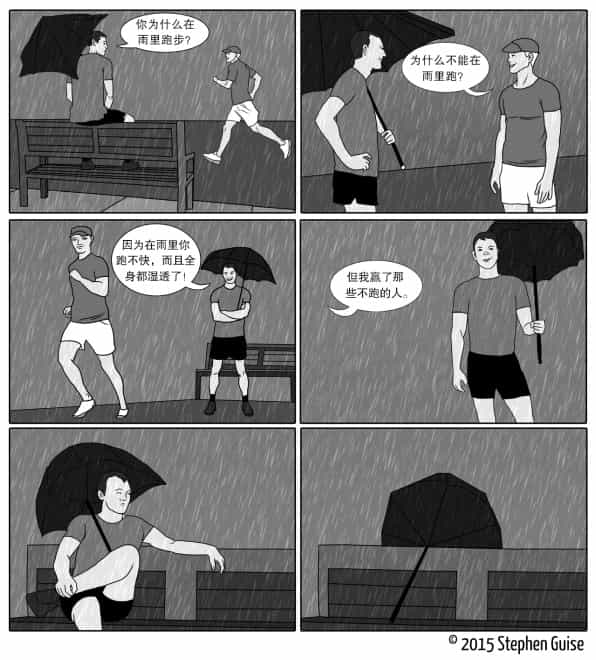 你为什么在
雨里跑步?
为什么不能在
雨里跑?
因为在雨里你
跑不快，而且全
身都湿透了!
但我赢了那
些不跑的人。
© 2015 Stephen Guise